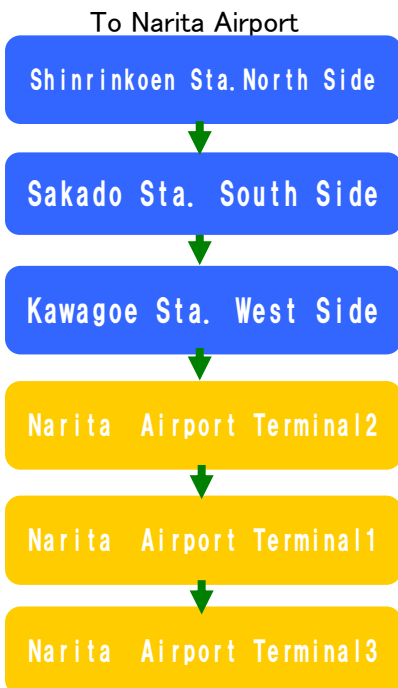 To Narita Airport
Shinrinkoen Sta.North Side
Sakado Sta. South Side
Kawagoe Sta. West Side
Narita Airport Terminal2
Narita Airport Terminal1
Narita Airport Terminal3